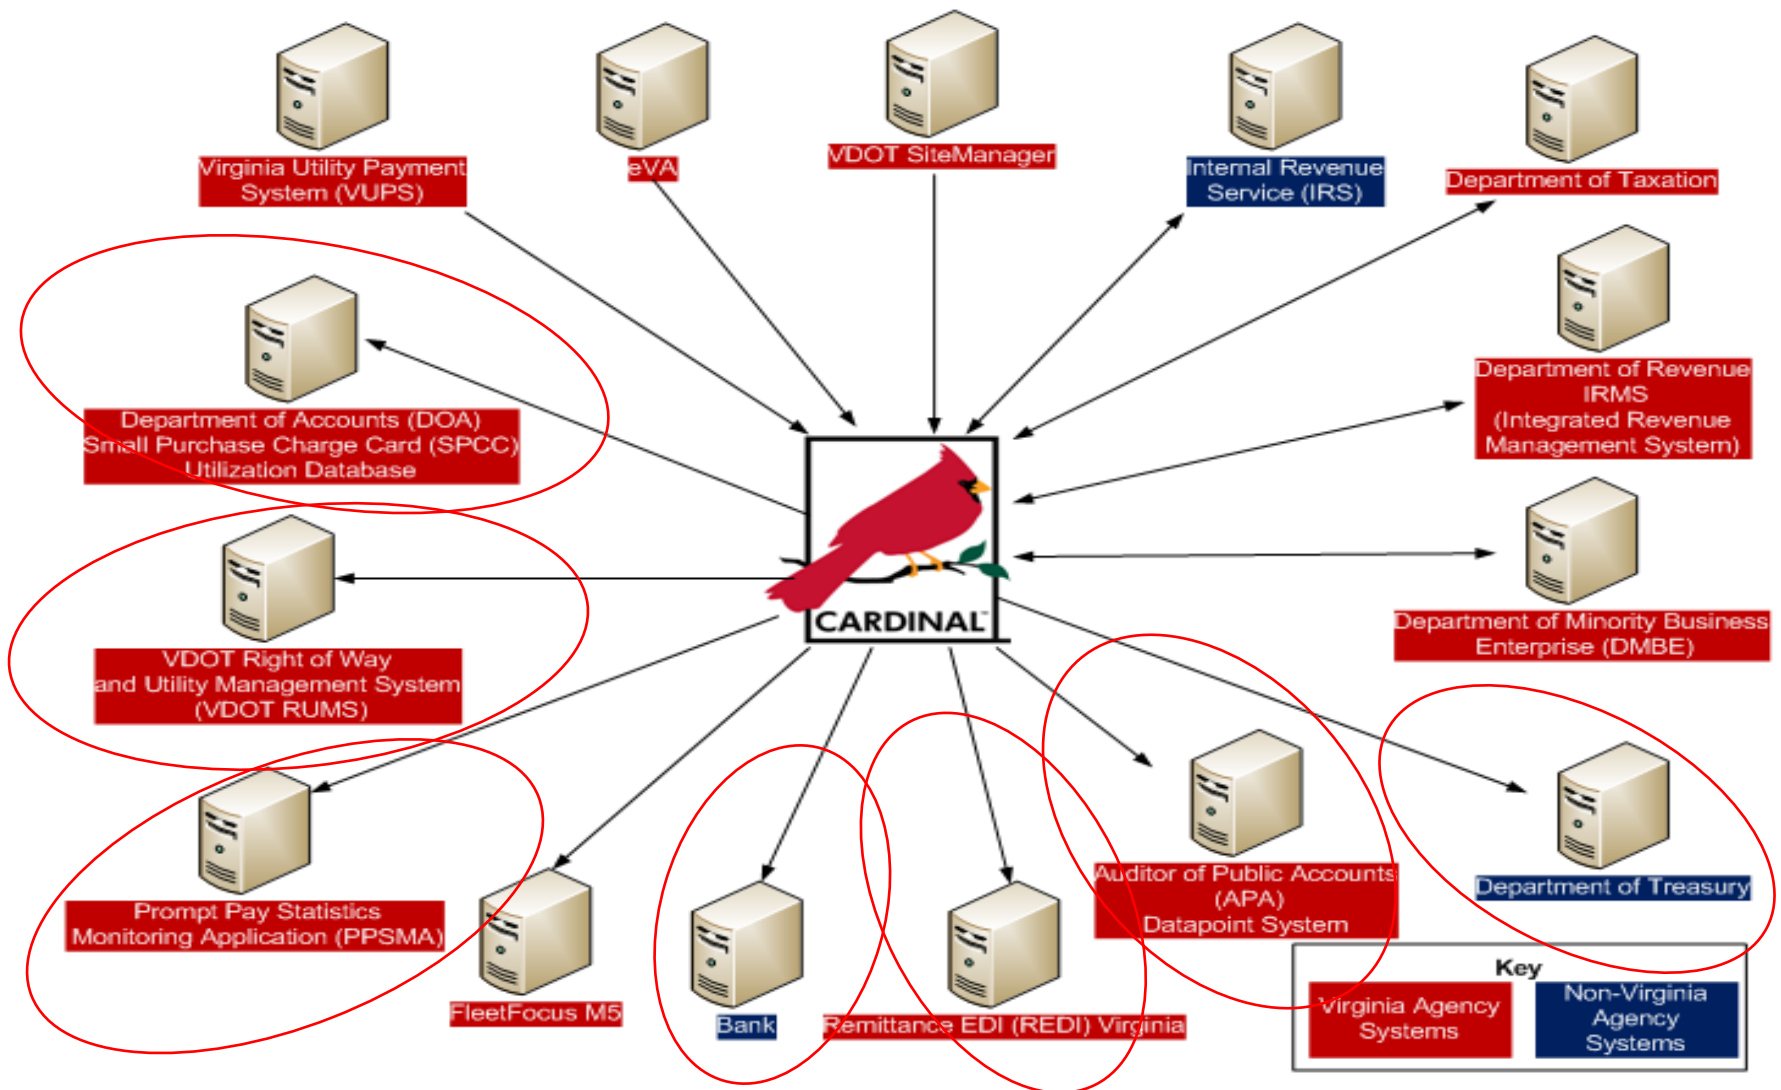 Virginia Utility Payment
System (VUPS)
eVA
VDOT SiteManager
Internal Revenue
Service (IRS)
Department of Taxation
Department of Accounts (DOA)
Small Purchase Charge Card (SPCC)
Utilization Database
Department of Revenue
IRMS
(Integrated Revenue
Management System)
CARDINAL™
VDOT Right of Way
and Utility Management System
(VDOT RUMS)
Department of Minority Business
Enterprise (DMBE)
Prompt Pay Statistics
Monitoring Application (PPSMA)
FleetFocus M5
Bank
Remittance EDI (REDI) Virginia
Auditor of Public Accounts
(APA)
Datapoint System
Department of Treasury
Key
Virginia Agency
Systems
Non-Virginia
Agency
Systems